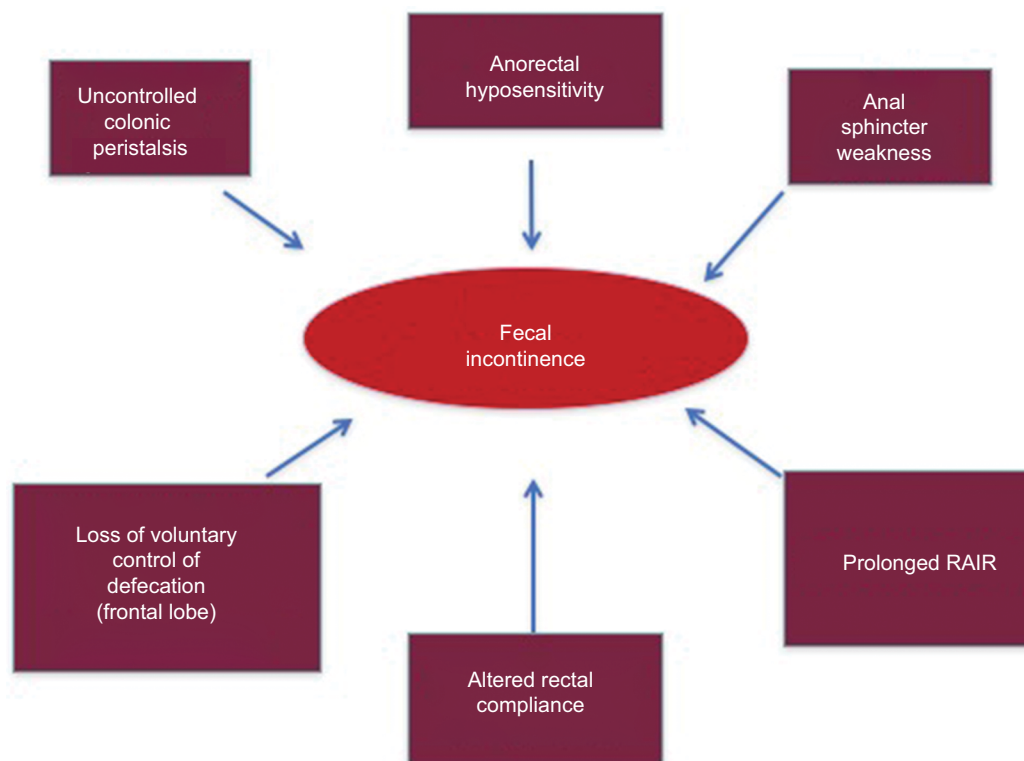 Uncontrolled
colonic
peristalsis
Anorectal
hyposensitivity
Anal
sphincter
weakness
Fecal
incontinence
Loss of voluntary
control of
defecation
(frontal lobe)
Altered rectal
compliance
Prolonged RAIR